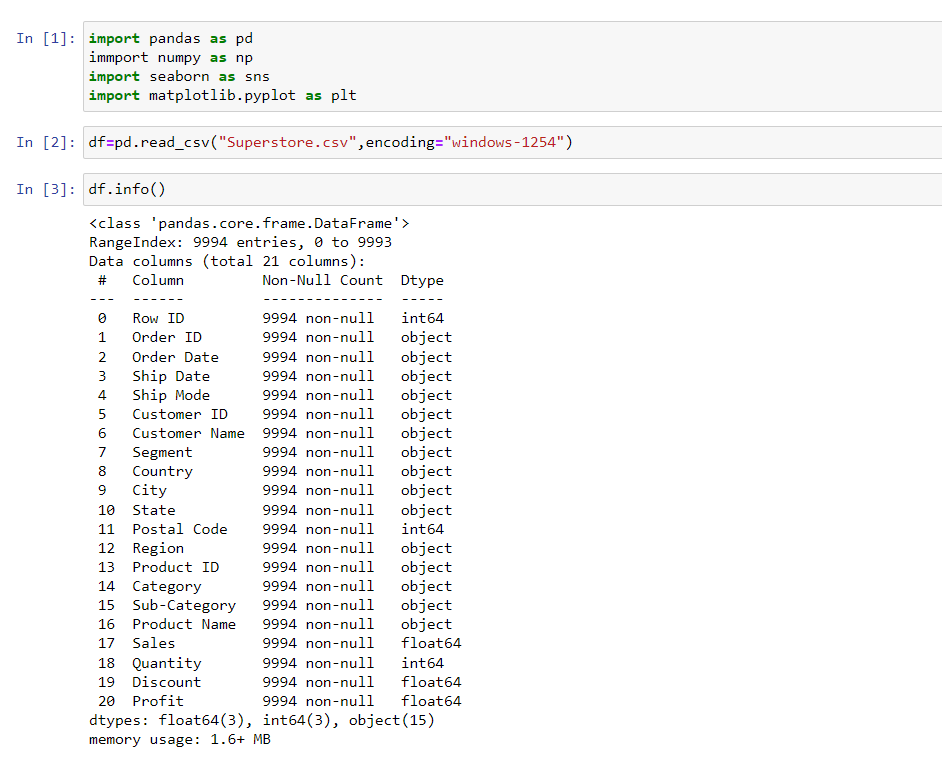 In [1]: import pandas as pd
immport numpy as np
import seaborn as sns
import matplotlib.pyplot as plt
In [2]: df=pd.read_csv("Superstore.csv",encoding="windows-1254")
In [3]: df.info()
<class 'pandas.core.frame.DataFrame'>
RangeIndex: 9994 entries, 0 to 9993
Data columns (total 21 columns):
 #   Column         Non-Null Count  Dtype
---  ------         --------------  -----
 0   Row ID         9994 non-null   int64
 1   Order ID       9994 non-null   object
 2   Order Date     9994 non-null   object
 3   Ship Date      9994 non-null   object
 4   Ship Mode      9994 non-null   object
 5   Customer ID    9994 non-null   object
 6   Customer Name  9994 non-null   object
 7   Segment        9994 non-null   object
 8   Country        9994 non-null   object
 9   City           9994 non-null   object
 10  State          9994 non-null   object
 11  Postal Code    9994 non-null   int64
 12  Region         9994 non-null   object
 13  Product ID     9994 non-null   object
 14  Category       9994 non-null   object
 15  Sub-Category   9994 non-null   object
 16  Product Name   9994 non-null   object
 17  Sales          9994 non-null   float64
 18  Quantity       9994 non-null   int64
 19  Discount       9994 non-null   float64
 20  Profit         9994 non-null   float64
dtypes: float64(3), int64(3), object(15)
memory usage: 1.6+ MB